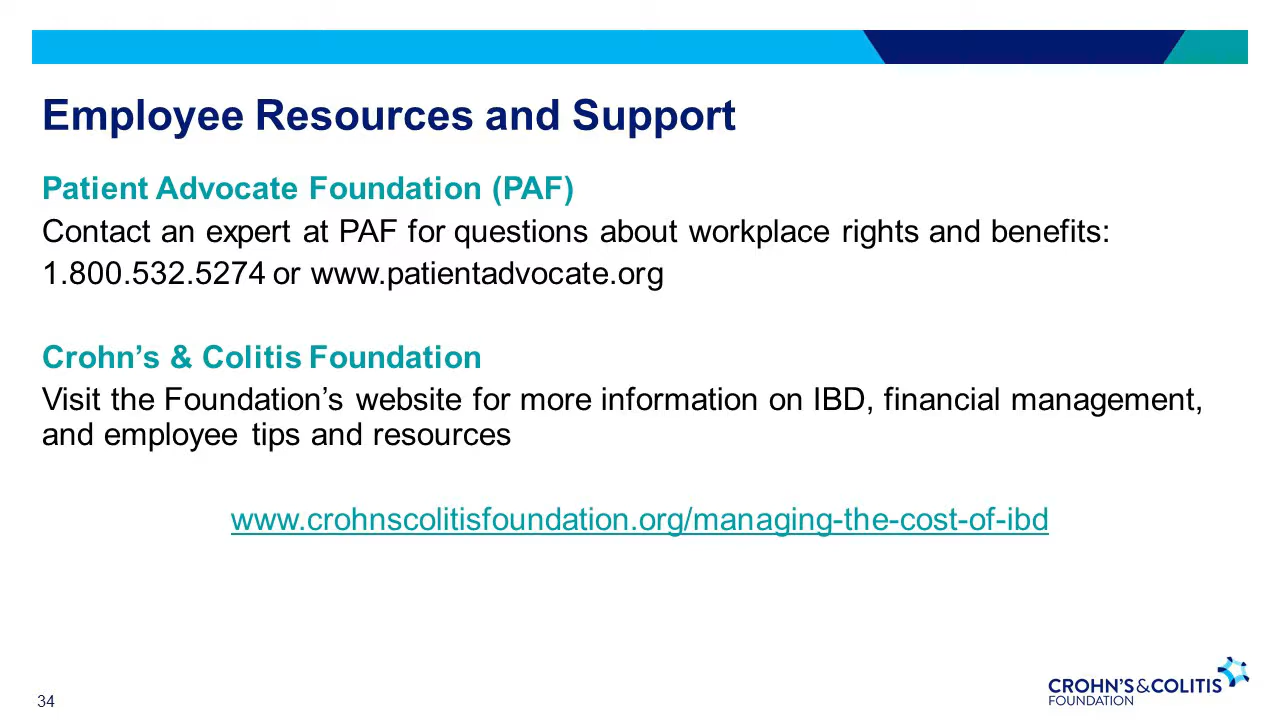 Employee Resources and Support
Patient Advocate Foundation (PAF)
Contact an expert at PAF for questions about workplace rights and benefits:
1.800.532.5274 or www.patientadvocate.org
Crohn’s & Colitis Foundation
Visit the Foundation’s website for more information on IBD, financial management,
and employee tips and resources
www.crohnscolitisfoundation.org/managing-the-cost-of-ibd
34
CROHN’S&COLITIS
FOUNDATION